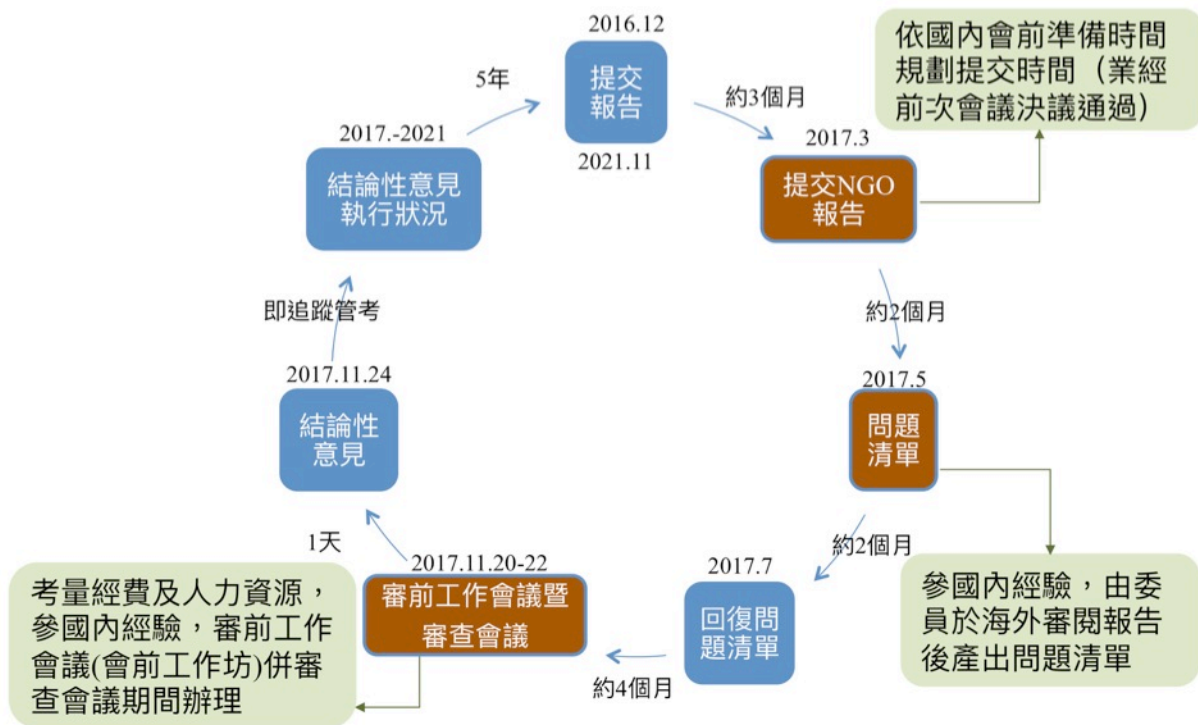 2016.12
提交
報告
2021.11
約3個月
依國內會前準備時間
規劃提交時間（業經
前次會議決議通過）
2017.3
提交NGO
報告
約2個月
2017.5
問題
清單
參國內經驗，由委
員於海外審閱報告
後產出問題清單
約2個月
2017.7
回復問
題清單
約4個月
2017.11.20-22
審前工作會議暨
審查會議
考量經費及人力資源，
參國內經驗，審前工作
會議(會前工作坊)併審
查會議期間辦理
1天
2017.11.24
結論性
意見
即追蹤管考
2017.-2021
結論性意見
執行狀況
5年